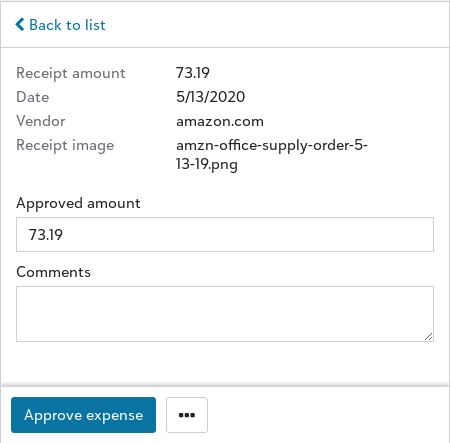 Back to list
Receipt amount 73.19
Date 5/13/2020
Vendor amazon.com
Receipt image amzn-office-supply-order-5-
13-19.png
Approved amount
73.19
Comments
Approve expense